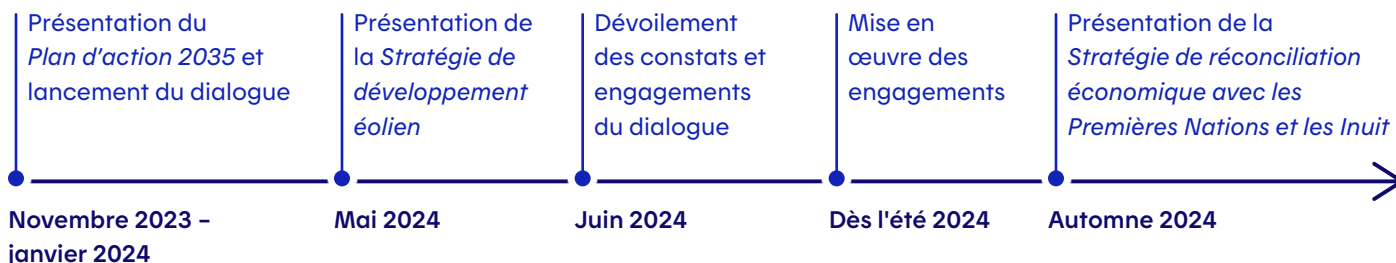 Présentation du
Plan d'action 2035 et
lancement du dialogue
Présentation de
la Stratégie de
développement
éolien
Dévoilement
des constats et
engagements
du dialogue
Mise en
œuvre des
engagements
Présentation de la
Stratégie de réconciliation
économique avec les
Premières Nations et les Inuit
Novembre 2023 –
janvier 2024
Mai 2024
Juin 2024
Dès l'été 2024
Automne 2024